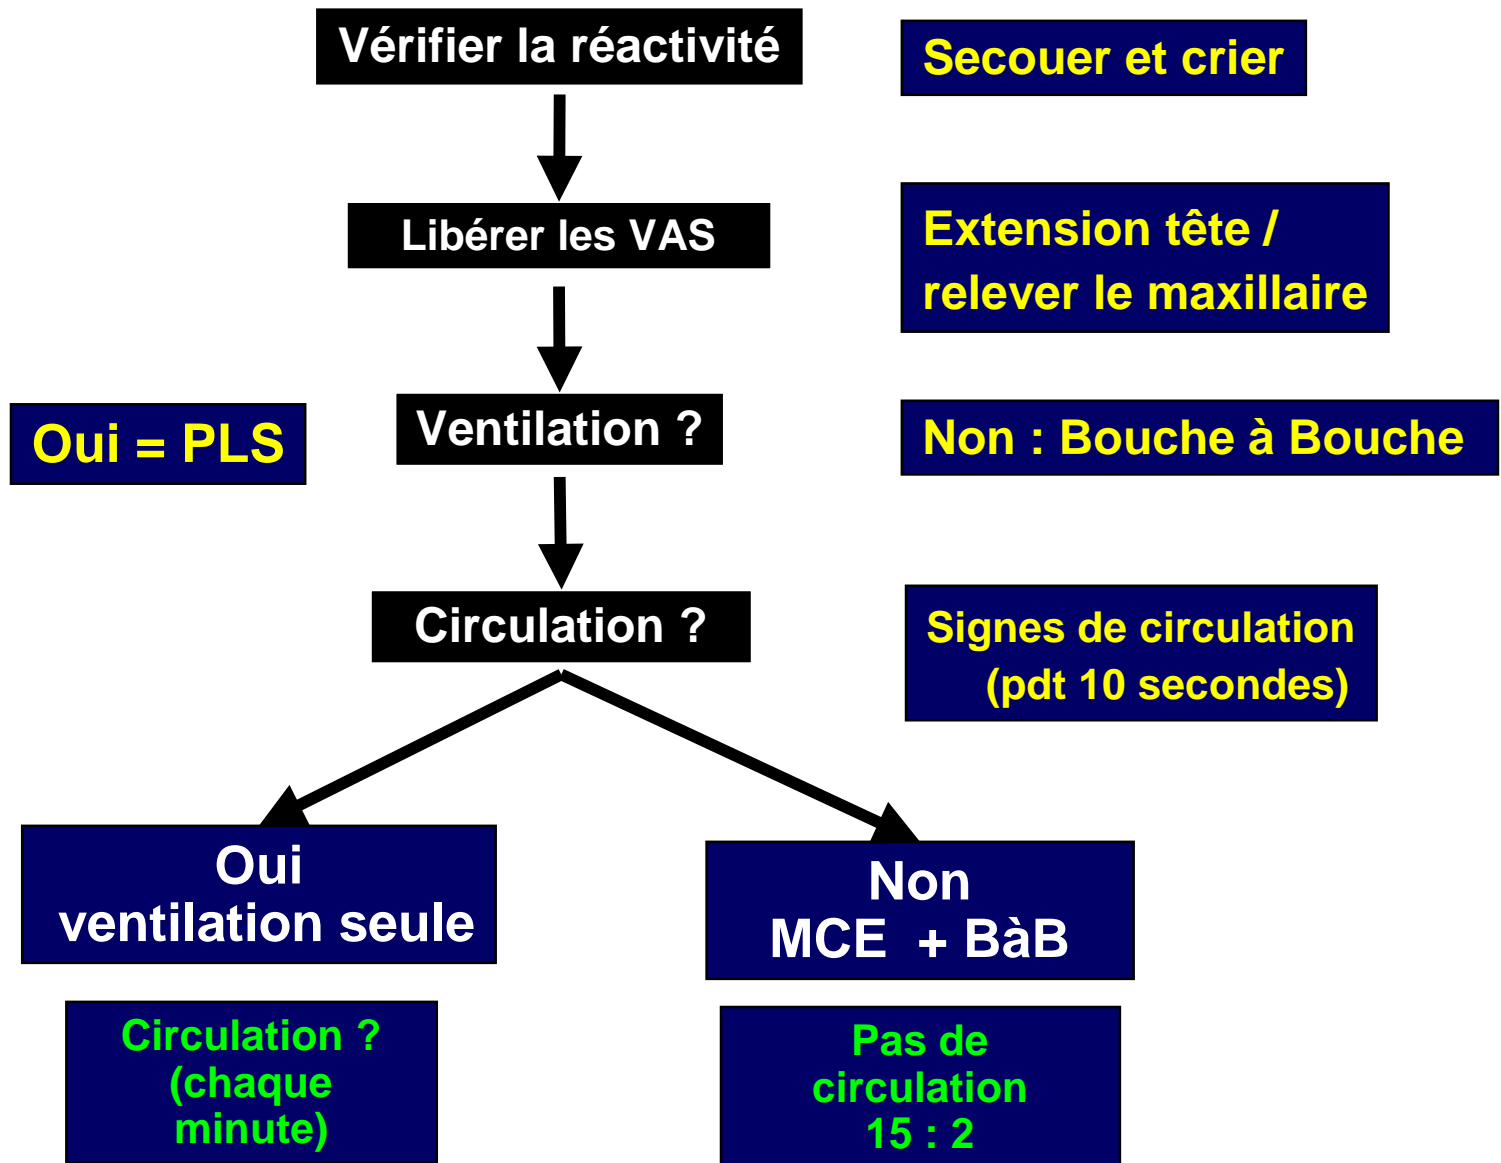 Vérifier la réactivité
Secouer et crier
Libérer les VAS
Extension tête /
relever le maxillaire
Oui = PLS
Ventilation ?
Non : Bouche à Bouche
Circulation ?
Signes de circulation
(pdt 10 secondes)
Oui
ventilation seule
Non
MCE + BàB
Circulation ?
(chaque
minute)
Pas de
circulation
15 : 2